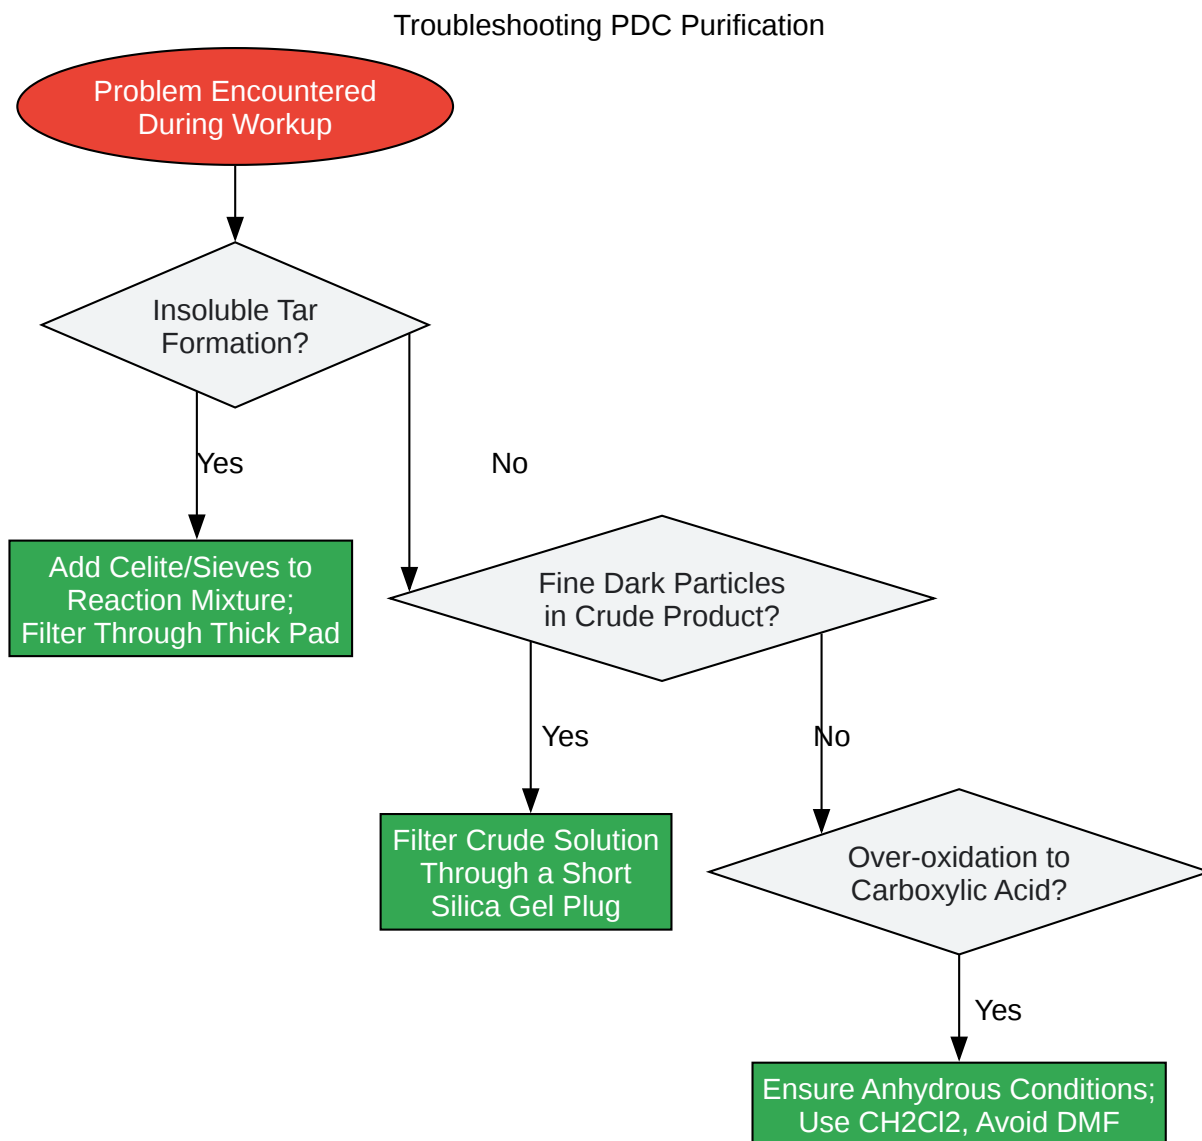 Troubleshooting PDC Purification
Problem Encountered
During Workup
Insoluble Tar
Formation?
Yes
No
Add Celite/Sieves to
Reaction Mixture;
Filter Through Thick Pad
Fine Dark Particles
in Crude Product?
Yes
No
Filter Crude Solution
Through a Short
Silica Gel Plug
Over-oxidation to
Carboxylic Acid?
Yes
Ensure Anhydrous Conditions;
Use CH2Cl2, Avoid DMF